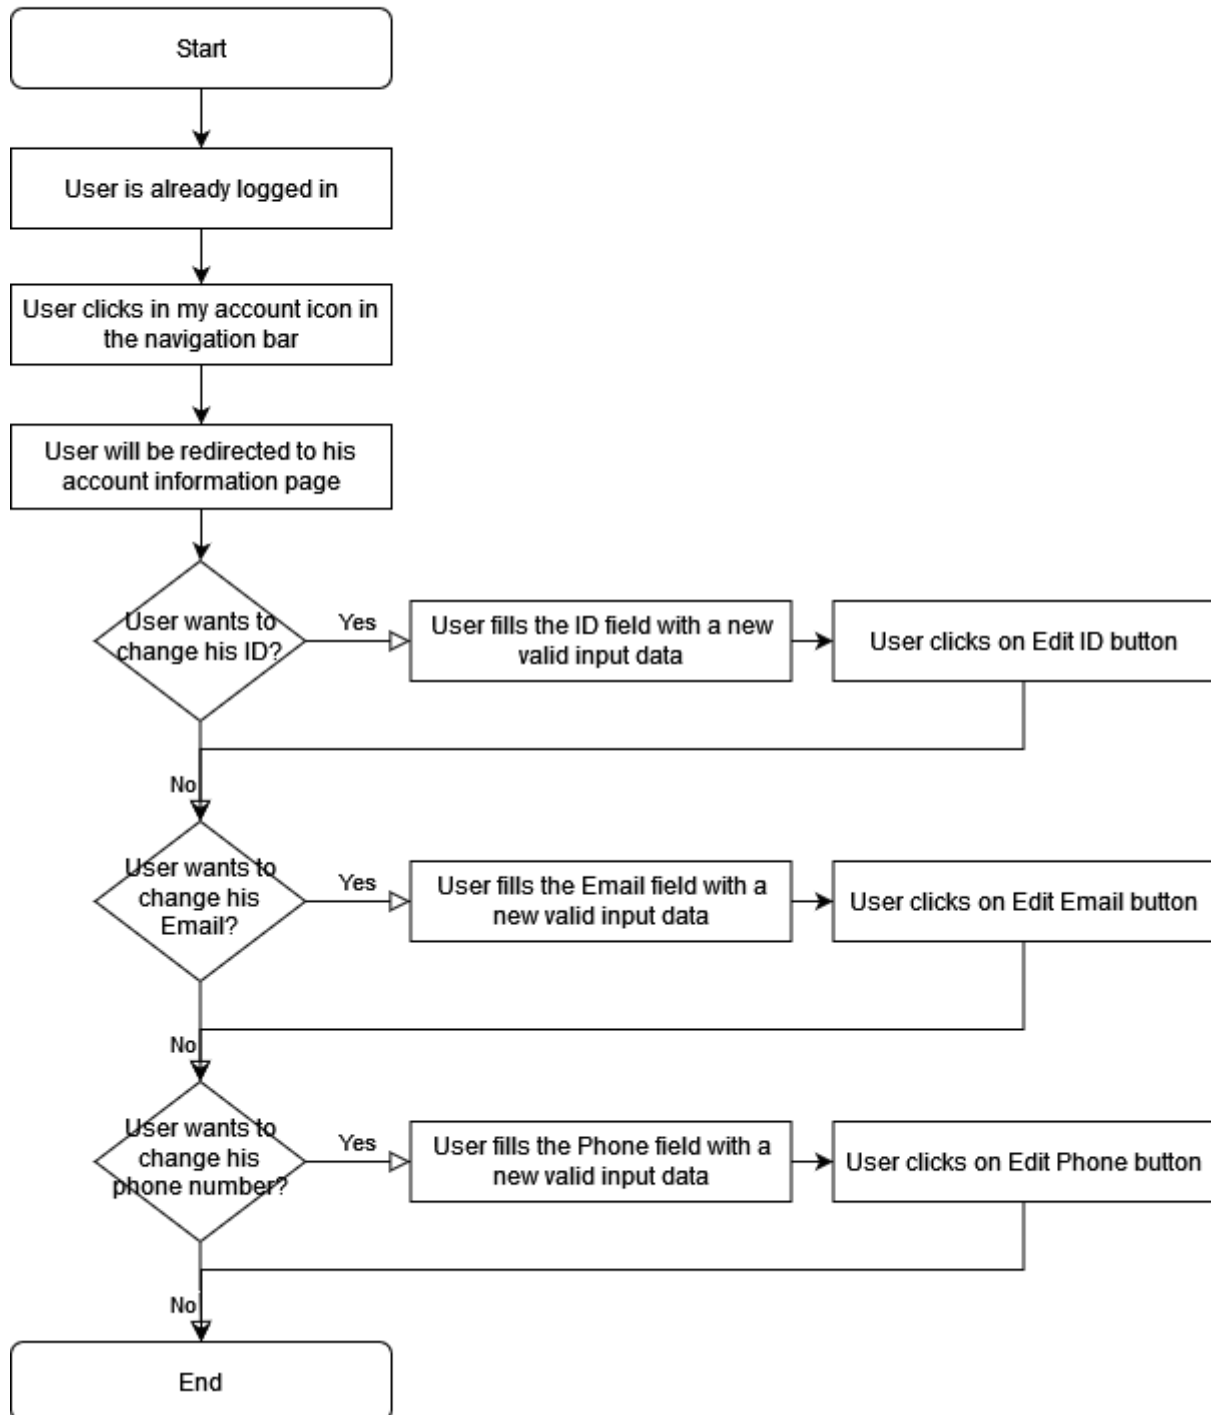 Start
User is already logged in
User clicks in my account icon in
the navigation bar
User will be redirected to his
account information page
User wants to
change his ID?
Yes
User fills the ID field with a new
valid input data
User clicks on Edit ID button
No
User wants to
change his
Email?
Yes
User fills the Email field with a
new valid input data
User clicks on Edit Email button
No
User wants to
change his
phone number?
Yes
User fills the Phone field with a
new valid input data
User clicks on Edit Phone button
No
End